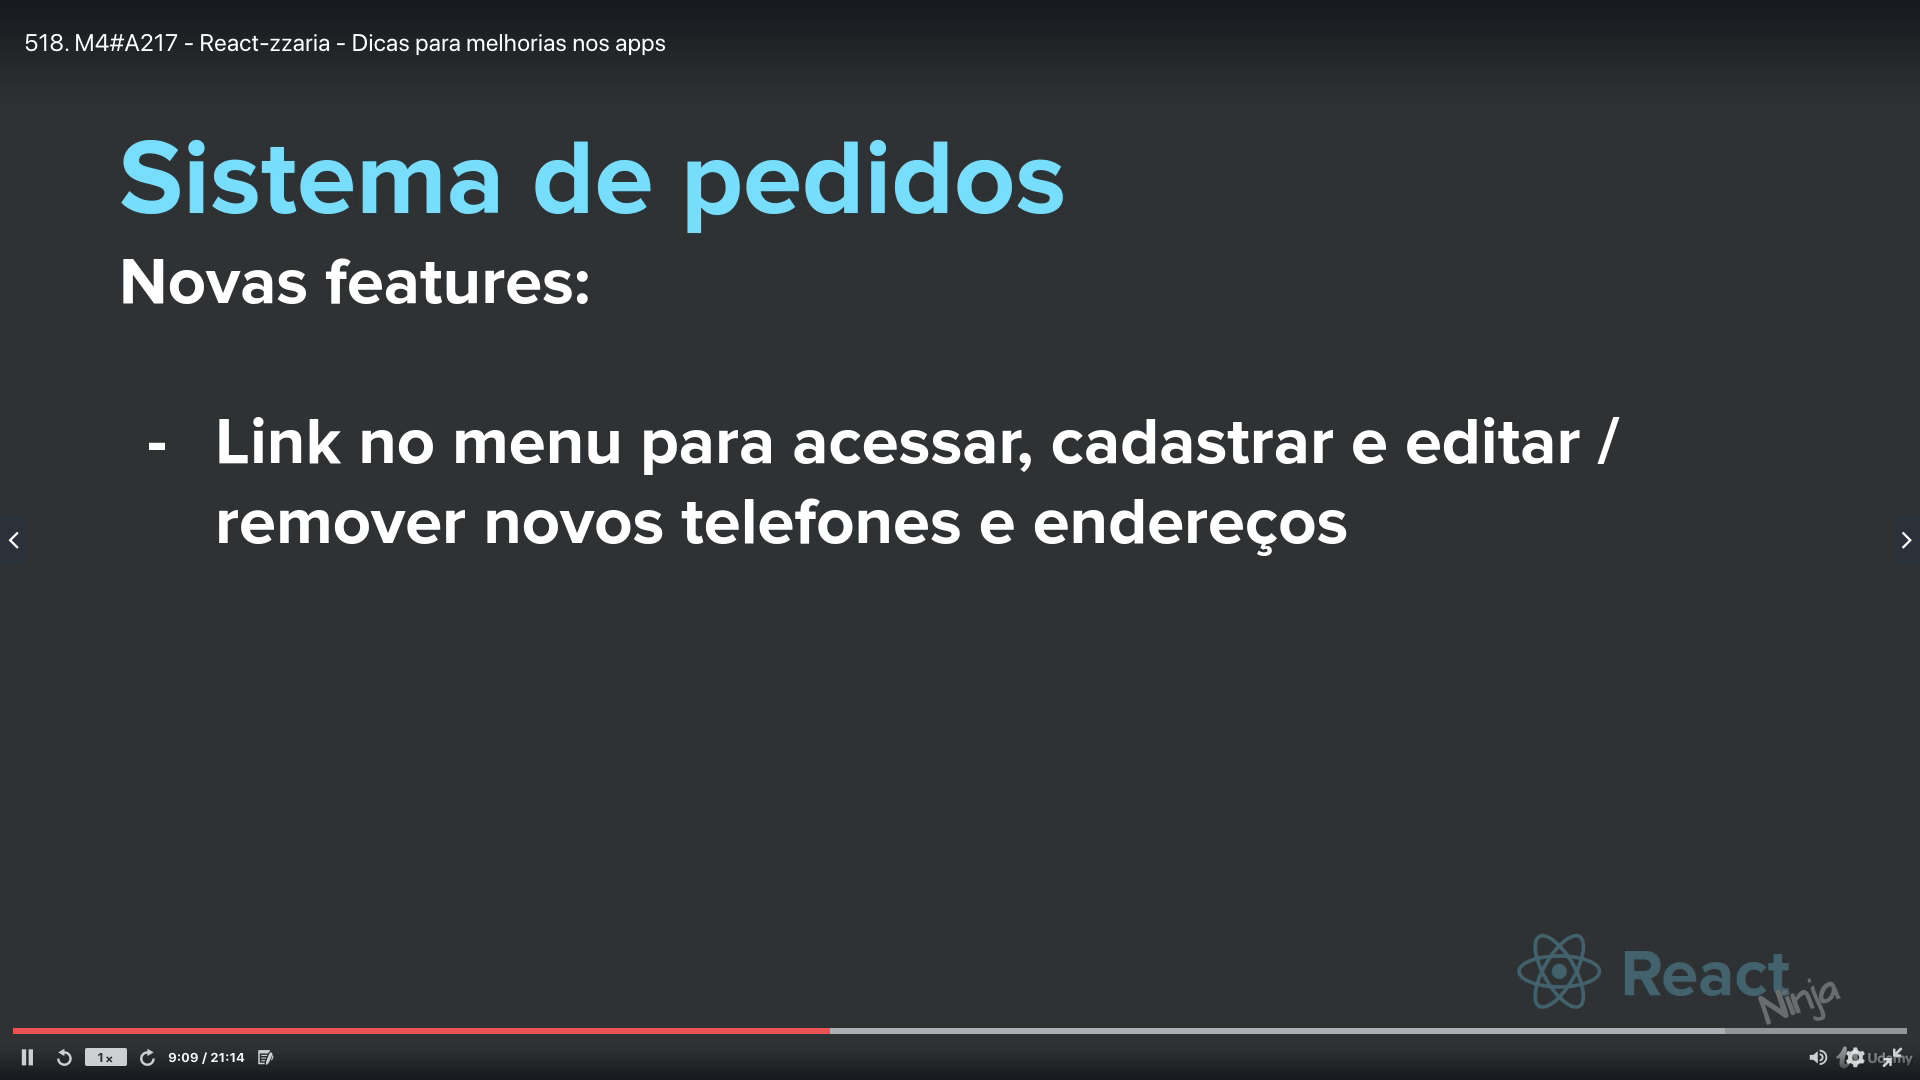 518. M4#A217 - React-zzaria - Dicas para melhorias nos apps
Sistema de pedidos
Novas features:
- Link no menu para acessar, cadastrar e editar /
remover novos telefones e endereços
React
Ninja
1x
9:09 / 21:14
Udemy